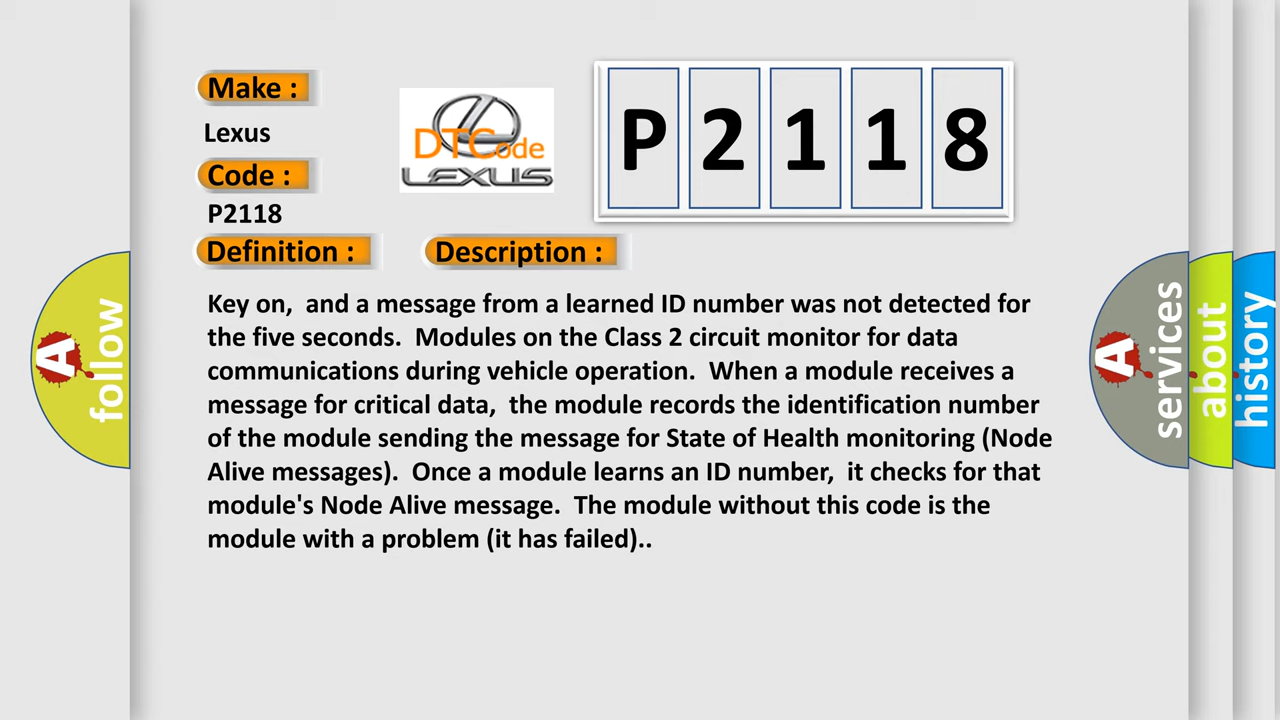 Make :
Lexus
Code :
P2118
Definition :
Description :
DTCode
LEXUS
P2118
Key on, and a message from a learned ID number was not detected for
the five seconds Modules on the Class 2 circuit monitor for data
communications during vehicle operation When a module receives a
message for critical data, the module records the identification number
of the module sending the message for State of Health monitoring (Node
Alive messages) Once a module learns an ID number, it checks for that
module's Node Alive message The module without this code is the
module with a problem (it has failed)..
A follow
A services
about
history